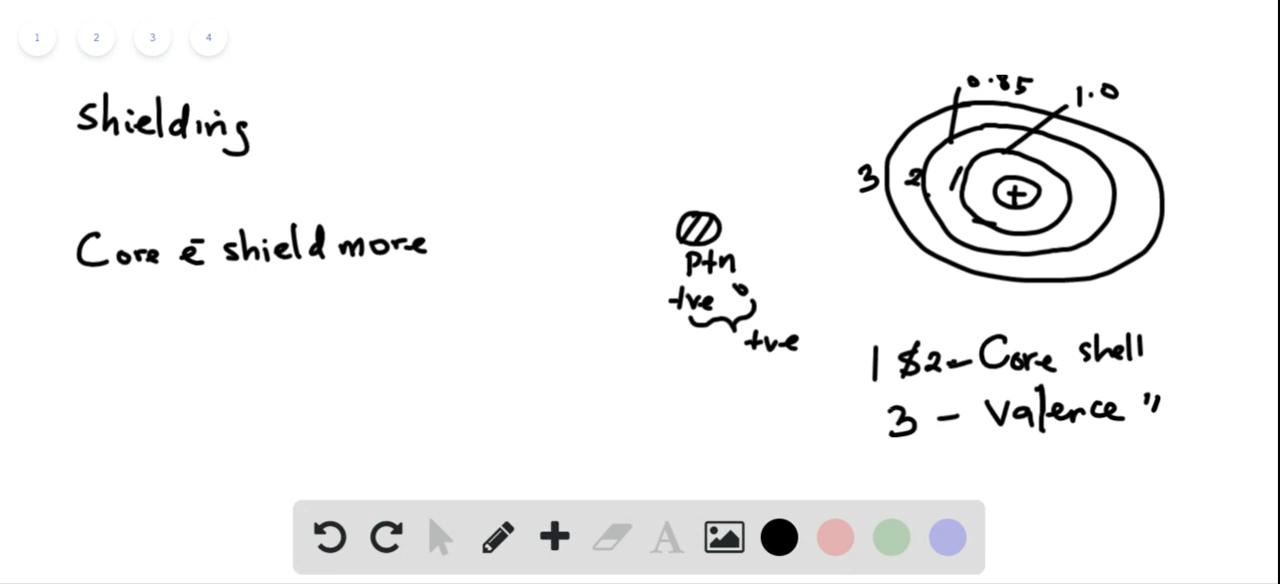 1 2 3 4
Shielding
Core ē shield more
0.85
1.0
3 2 1 +
ptn
+ve
+ve
1 & 2 - Core shell
3 - Valence "
A